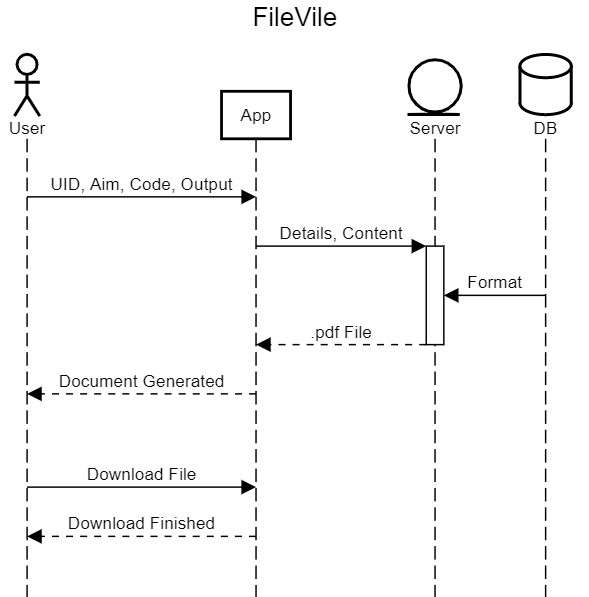 FileVile
User
App
Server
DB
UID, Aim, Code, Output
Details, Content
Format
.pdf File
Document Generated
Download File
Download Finished